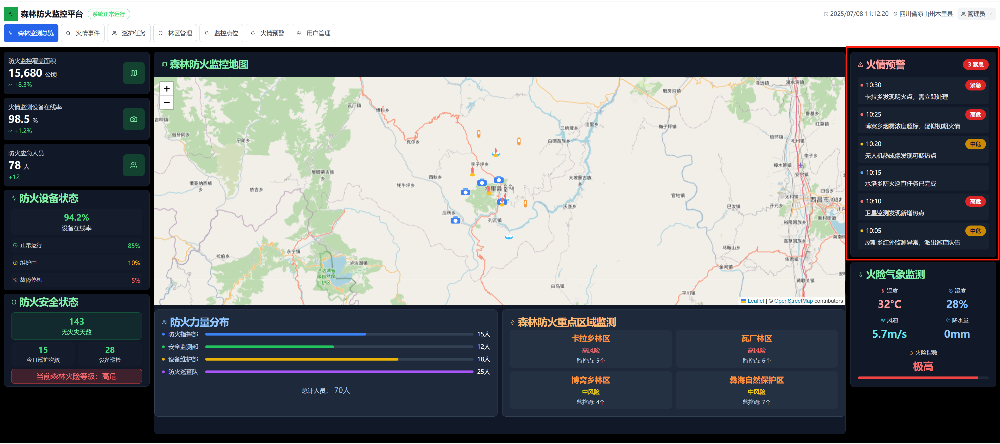 森林防火监控平台 系统正常运行
2025/07/08 11:12:20 四川省凉山州木里县 管理员
森林监测总览 火情事件 巡护任务 林区管理 监控点位 火情预警 用户管理
防火监控覆盖面积
15,680 公顷
+8.3%
火情监测设备在线率
98.5 %
+1.2%
防火应急人员
78 人
+12
防火设备状态
94.2%
设备在线率
正常运行 85%
维护中 10%
故障停机 5%
防火安全状态
143
无火灾天数
15
今日巡护次数
28
设备巡检
当前森林火险等级：高危
森林防火监控地图
+
−
泽远镇
漫水湾镇
磨房沟镇
瓦厂镇
博科乡
吉呷镇
鲁基乡
红莫镇
洼里乡
三桷垭乡
梅子坪镇
俄牙同乡
宁朗乡
克尔乡
白碉苗族乡
琅环镇
礼州镇
李子乡
李子坪乡
樟木箐镇
安宁镇
屋脚蒙古族
乡
西秋乡
大坡蒙古族
乡
俄亚纳西族
乡
依吉乡
牦牛坪乡
木里县
官地镇
四合乡
太和镇
西昌市
巴汝镇
开元乡
沃底乡
川兴
后所乡
列瓦镇
新村街道
裕隆回族乡
海南街
高草回族乡
马鞍山乡
永宁镇
拉伯乡
泸沽湖镇
佑君镇
金河镇
泸沽湖省
级自然保
护区
安哈
黄联关镇
白乌镇
平川镇
Leaflet | © OpenStreetMap contributors
防火力量分布
防火指挥部 15人
安全监测部 12人
设备维护部 18人
防火巡查队 25人
总计人员： 70人
森林防火重点区域监测
卡拉乡林区
高风险
监控点: 5个
瓦厂林区
高风险
监控点: 6个
博窝乡林区
中风险
监控点: 4个
彝海自然保护区
中风险
监控点: 7个
火情预警 3 紧急
10:30 紧急
卡拉乡发现明火点，需立即处理
10:25 高危
博窝乡烟雾浓度超标，疑似初期火情
10:20 中危
无人机热成像发现可疑热点
10:15
水洛乡防火巡查任务已完成
10:10 高危
卫星监测发现新增热点
10:05 中危
屋斯乡红外监测异常，派出巡查队伍
火险气象监测
温度 湿度
32°C 28%
风速 降水量
5.7m/s 0mm
火险指数
极高